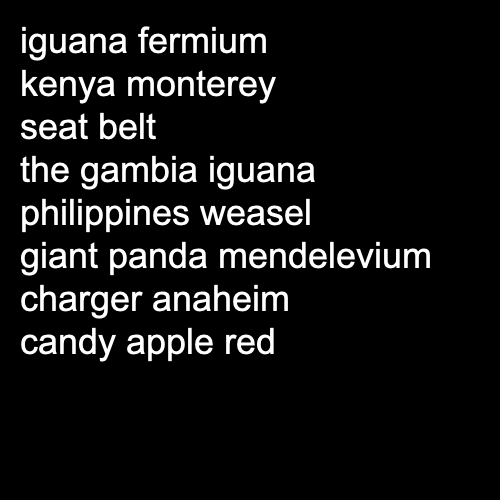 iguana fermium
kenya monterey
seat belt
the gambia iguana
philippines weasel
giant panda mendelevium
charger anaheim
candy apple red